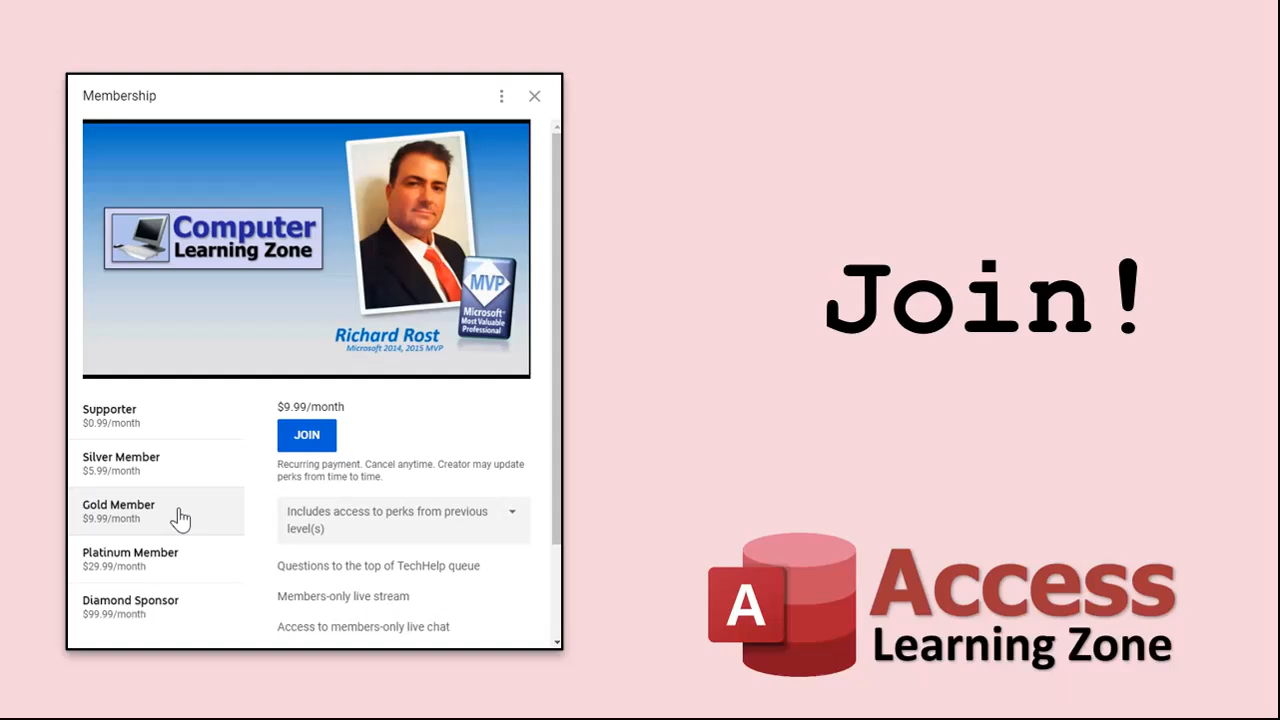 Membership
Computer
Learning Zone
MVP
Microsoft
Most Valuable
Professional
Richard Rost
Microsoft 2014, 2015 MVP
Supporter
$0.99/month
Silver Member
$5.99/month
Gold Member
$9.99/month
Platinum Member
$29.99/month
Diamond Sponsor
$99.99/month
$9.99/month
JOIN
Recurring payment. Cancel anytime. Creator may update
perks from time to time.
Includes access to perks from previous
level(s)
Questions to the top of TechHelp queue
Members-only live stream
Access to members-only live chat
Join!
A
Access
Learning Zone